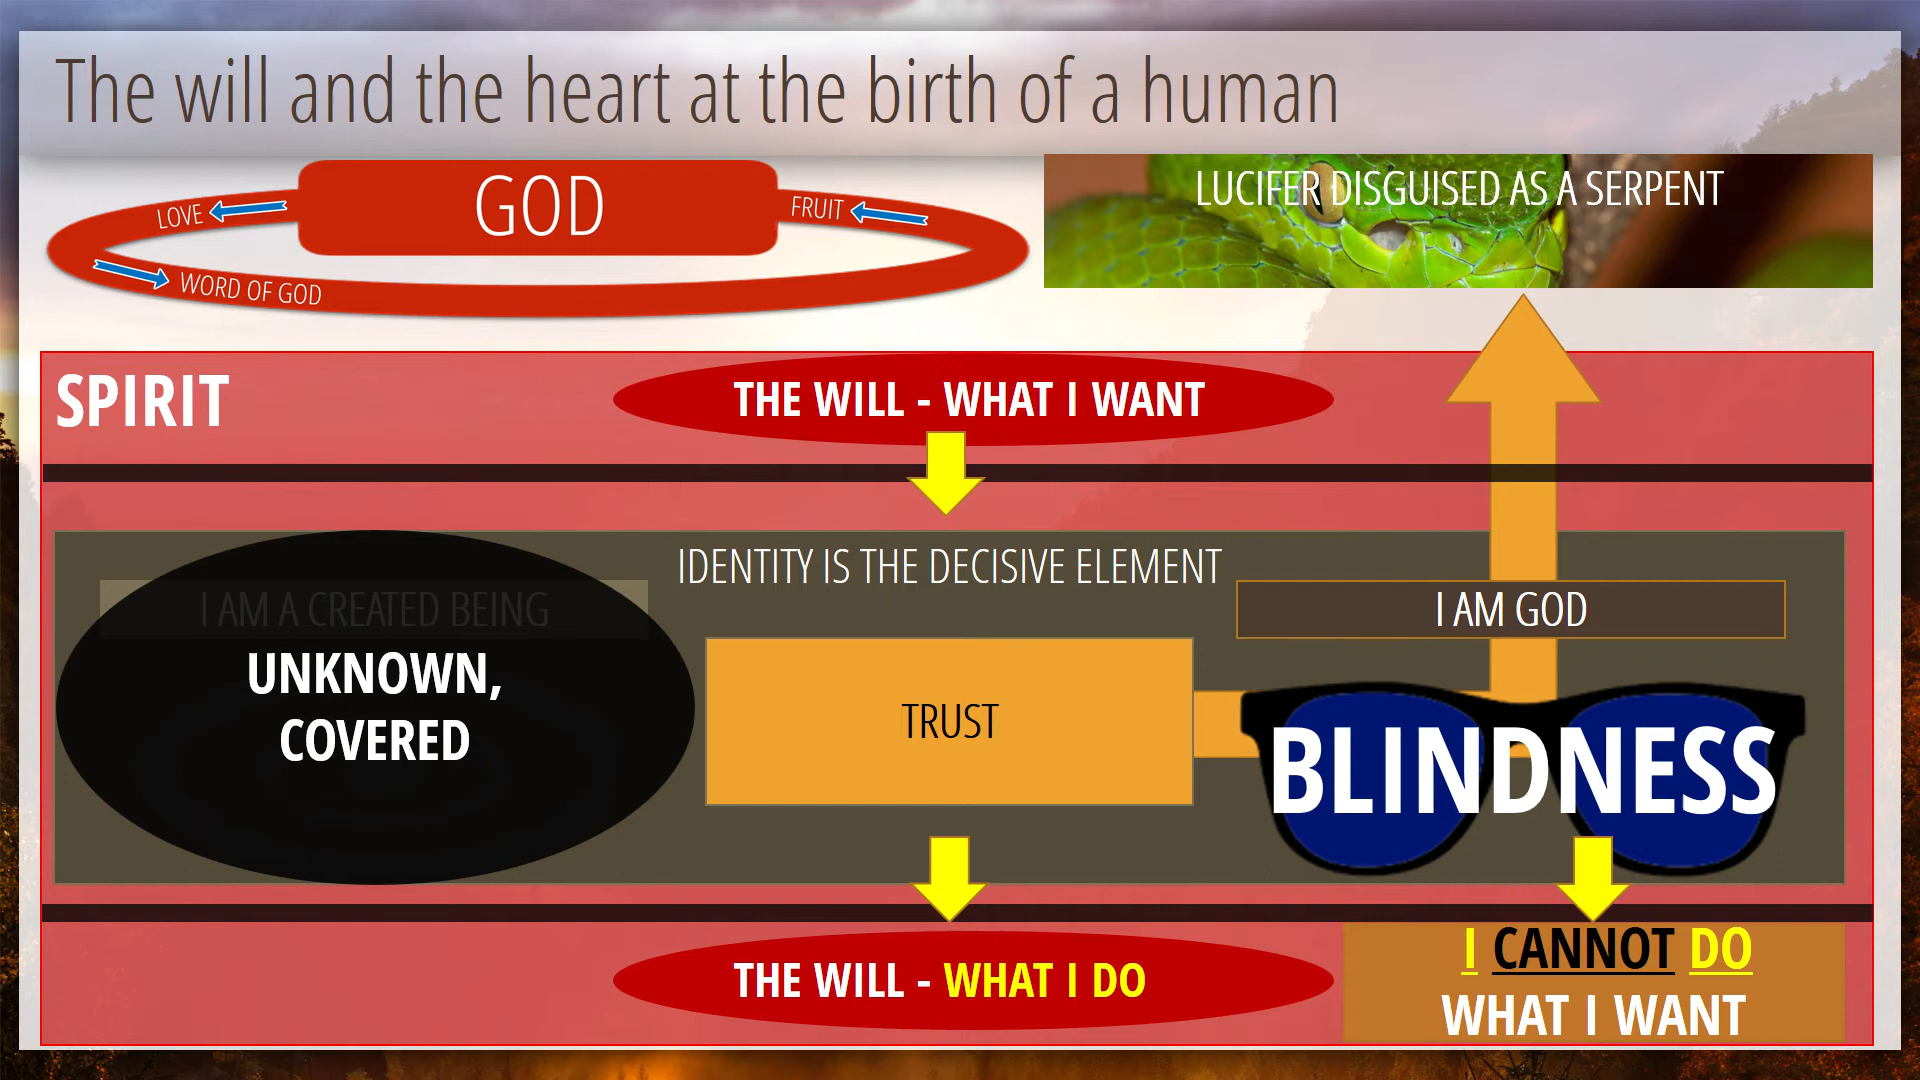 The will and the heart at the birth of a human
GOD
LOVE
FRUIT
WORD OF GOD
LUCIFER DISGUISED AS A SERPENT
SPIRIT
THE WILL - WHAT I WANT
IDENTITY IS THE DECISIVE ELEMENT
I AM A CREATED BEING
UNKNOWN,
COVERED
TRUST
I AM GOD
BLINDNESS
THE WILL - WHAT I DO
I CANNOT DO
WHAT I WANT